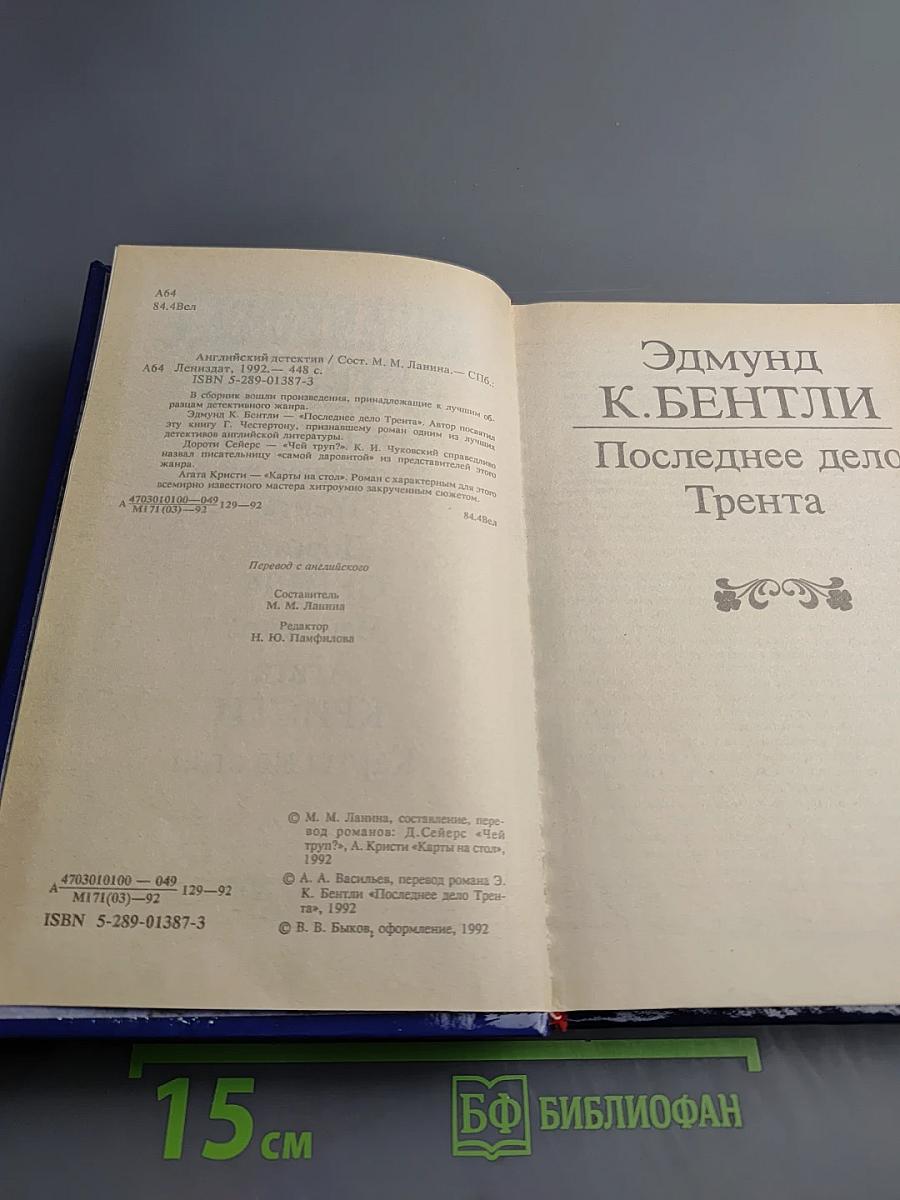 А64
84.4Вел
Английский детектив / Сост. М. М. Ланина.— СПб.:
А64 Лениздат, 1992.— 448 с.
ISBN 5-289-01387-3
В сборник вошли произведения, принадлежащие к лучшим об-
разцам детективного жанра.
Эдмунд К. Бентли — «Последнее дело Трента». Автор посвятил
эту книгу Г. Честертону, признавшему роман одним из лучших
детективов английской литературы.
Дороти Сейерс — «Чей труп?». К. И. Чуковский справедливо
назвал писательницу «самой даровитой» из представителей этого
жанра.
Агата Кристи — «Карты на стол». Роман с характерным для этого
всемирно известного мастера хитроумно закрученным сюжетом.
А 4703010100—049 129—92
М171(03)—92
84.4Вел
Перевод с английского
Составитель
М. М. Ланина
Редактор
Н. Ю. Памфилова
© М. М. Ланина, составление, пере-
вод романов: Д.Сейерс «Чей
труп?», А. Кристи «Карты на стол»,
1992
© А. А. Васильев, перевод романа Э.
К. Бентли «Последнее дело Трен-
та», 1992
© В. В. Быков, оформление, 1992
А 4703010100 — 049 129—92
М171(03)—92
ISBN 5-289-01387-3
Эдмунд
К. БЕНТЛИ
Последнее дело
Трента
15 см
БФ БИБЛИОФАН